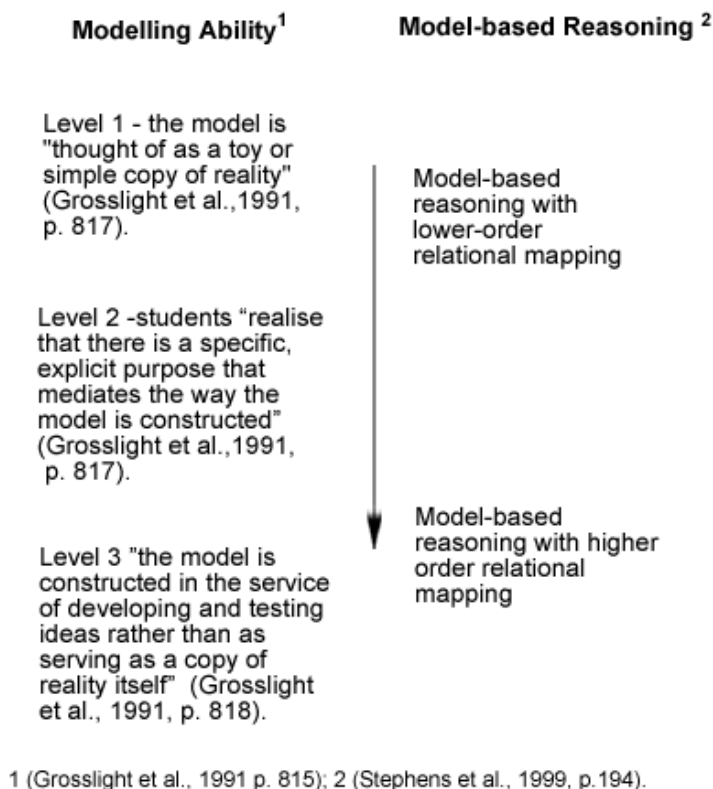 Modelling Ability1
Model-based Reasoning 2
Level 1 - the model is
"thought of as a toy or
simple copy of reality"
(Grosslight et al.,1991,
p. 817).
Model-based
reasoning with
lower-order
relational mapping
Level 2 -students “realise
that there is a specific,
explicit purpose that
mediates the way the
model is constructed”
(Grosslight et al.,1991,
p. 817).
Level 3 "the model is
constructed in the service
of developing and testing
ideas rather than as
serving as a copy of
reality itself” (Grosslight
et al., 1991, p. 818).
Model-based
reasoning with higher
order relational
mapping
1 (Grosslight et al., 1991 p. 815); 2 (Stephens et al., 1999, p.194).